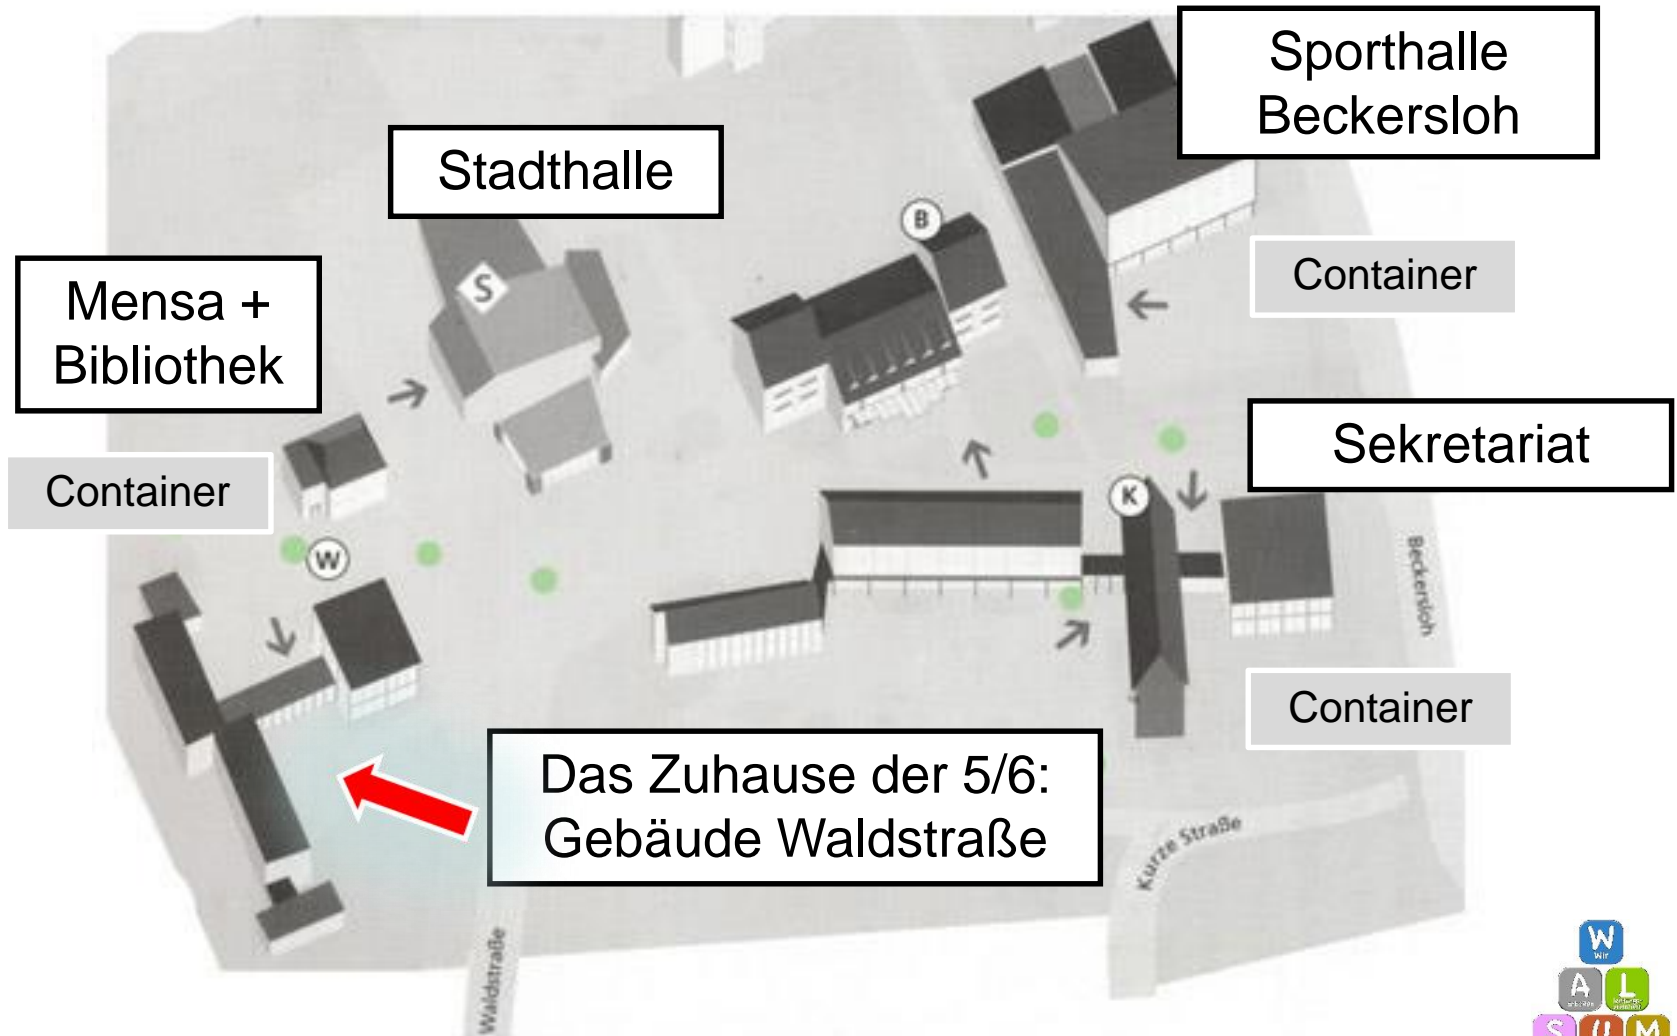 Sporthalle
Beckersloh
Stadthalle
B
Container
S
Mensa +
Bibliothek
Sekretariat
Container
K
W
Beckersloh
Container
Das Zuhause der 5/6:
Gebäude Waldstraße
Kurze Straße
Waldstraße
W
Wir
A L
S U M